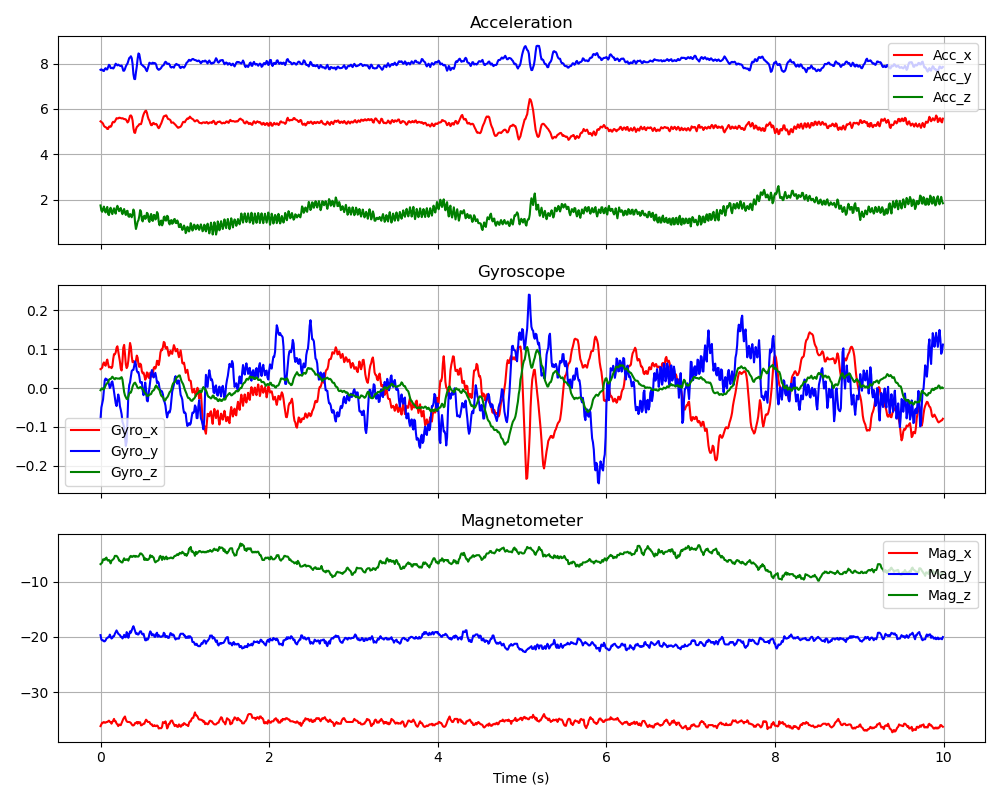 Acceleration
8
6
4
2
Acc_x
Acc_y
Acc_z
Gyroscope
0.2
0.1
0.0
−0.1
−0.2
Gyro_x
Gyro_y
Gyro_z
Magnetometer
−10
−20
−30
Mag_x
Mag_y
Mag_z
0 2 4 6 8 10
Time (s)